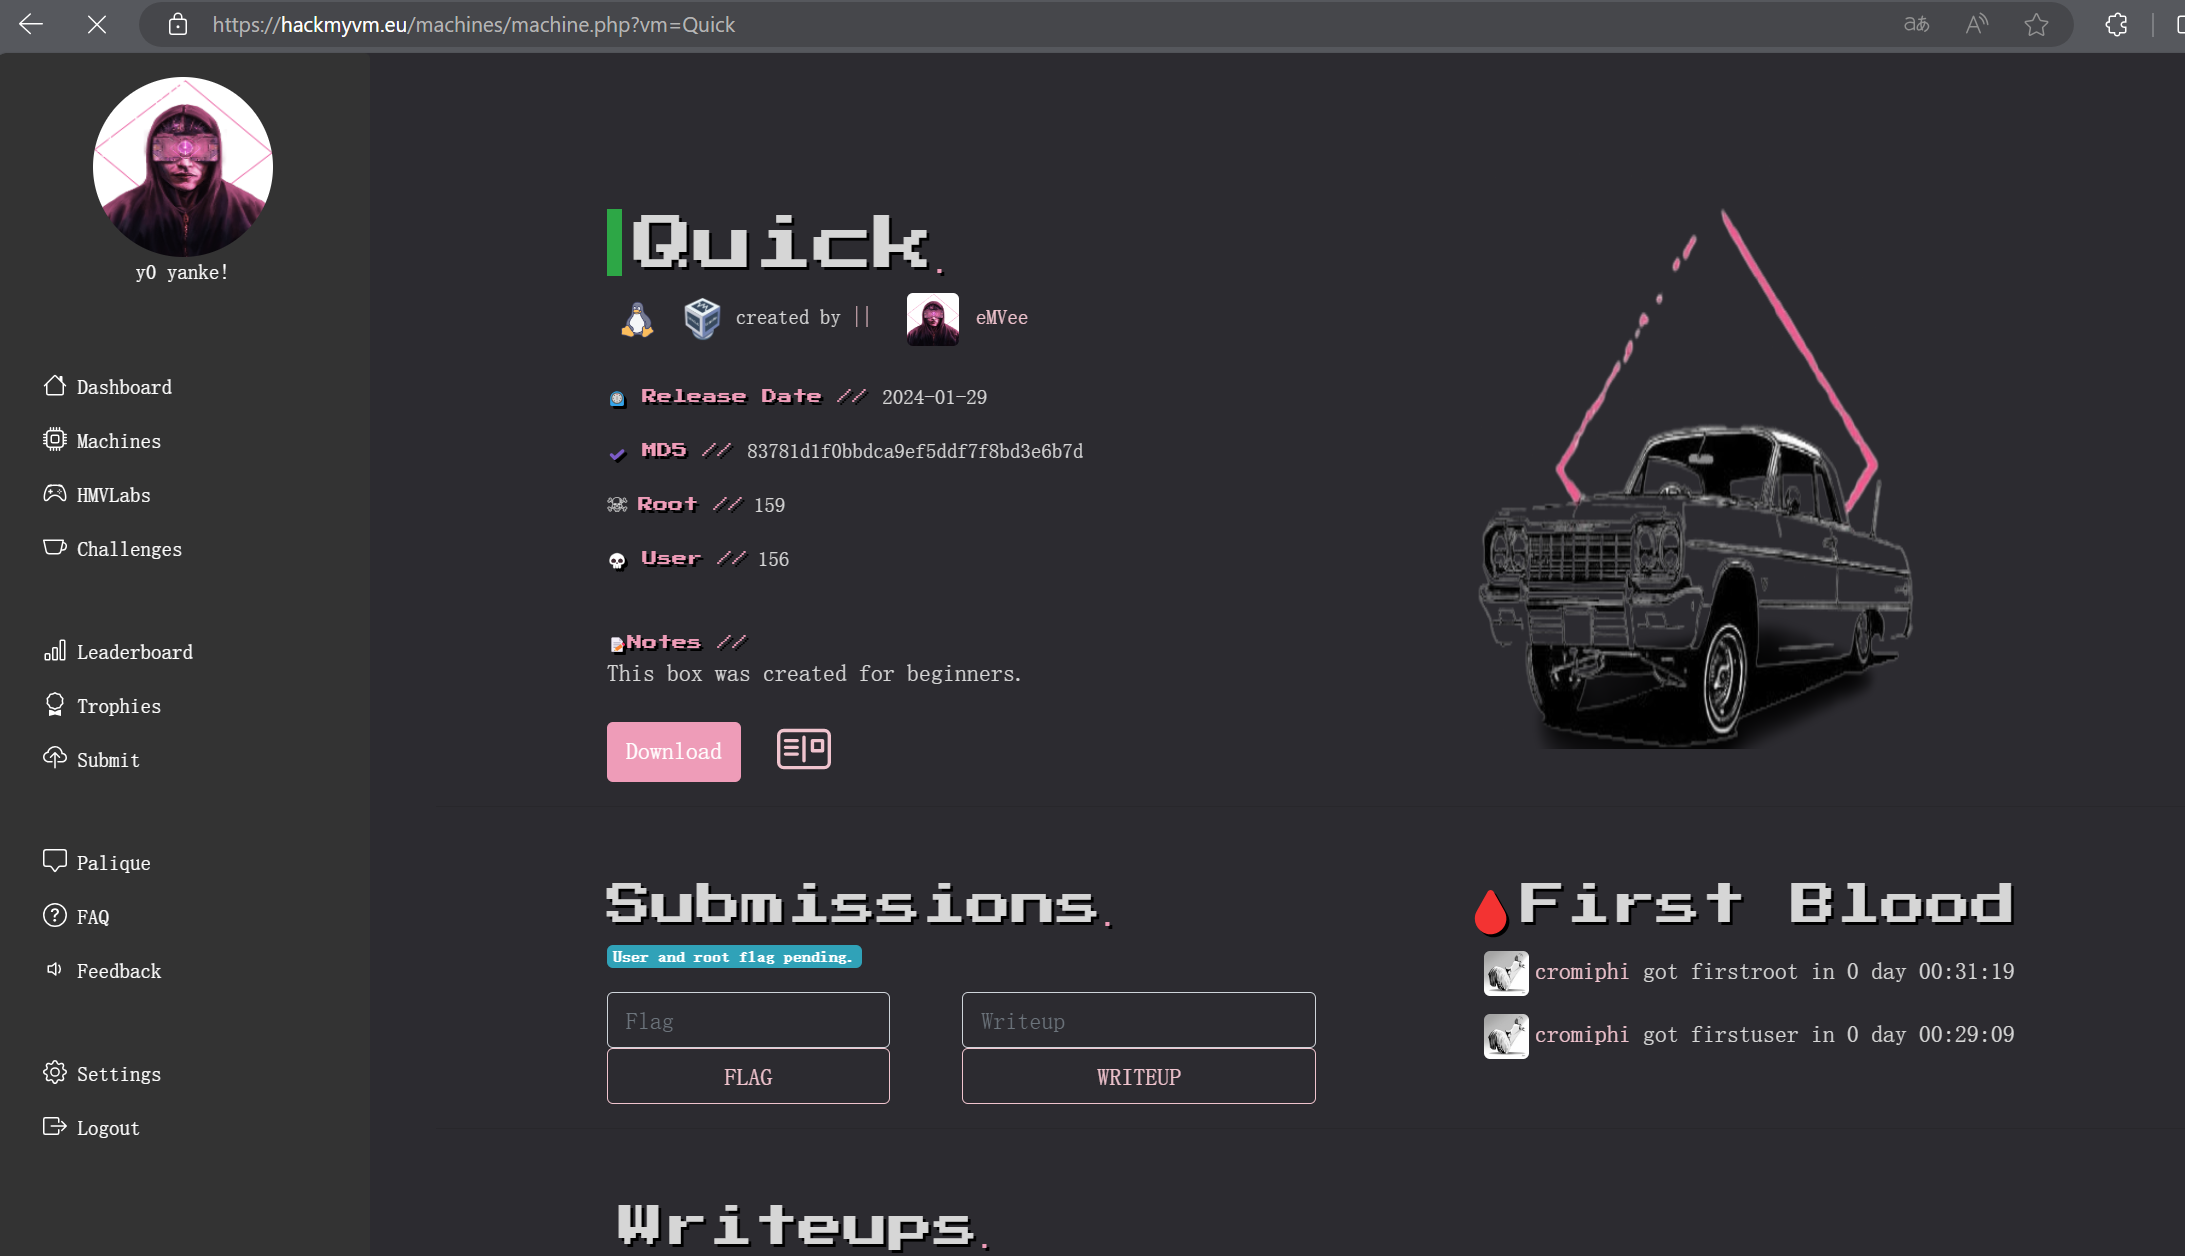 https://hackmyvm.eu/machines/machine.php?vm=Quick
y0 yanke!
Dashboard
Machines
HMVLabs
Challenges
Leaderboard
Trophies
Submit
Palique
FAQ
Feedback
Settings
Logout
Quick.
created by || eMVee
Release Date // 2024-01-29
MD5 // 83781d1f0bbdca9ef5ddf7f8bd3e6b7d
Root // 159
User // 156
Notes //
This box was created for beginners.
Download
Submissions.
User and root flag pending.
Flag
FLAG
Writeup
WRITEUP
First Blood
cromiphi got firstroot in 0 day 00:31:19
cromiphi got firstuser in 0 day 00:29:09
Writeups.